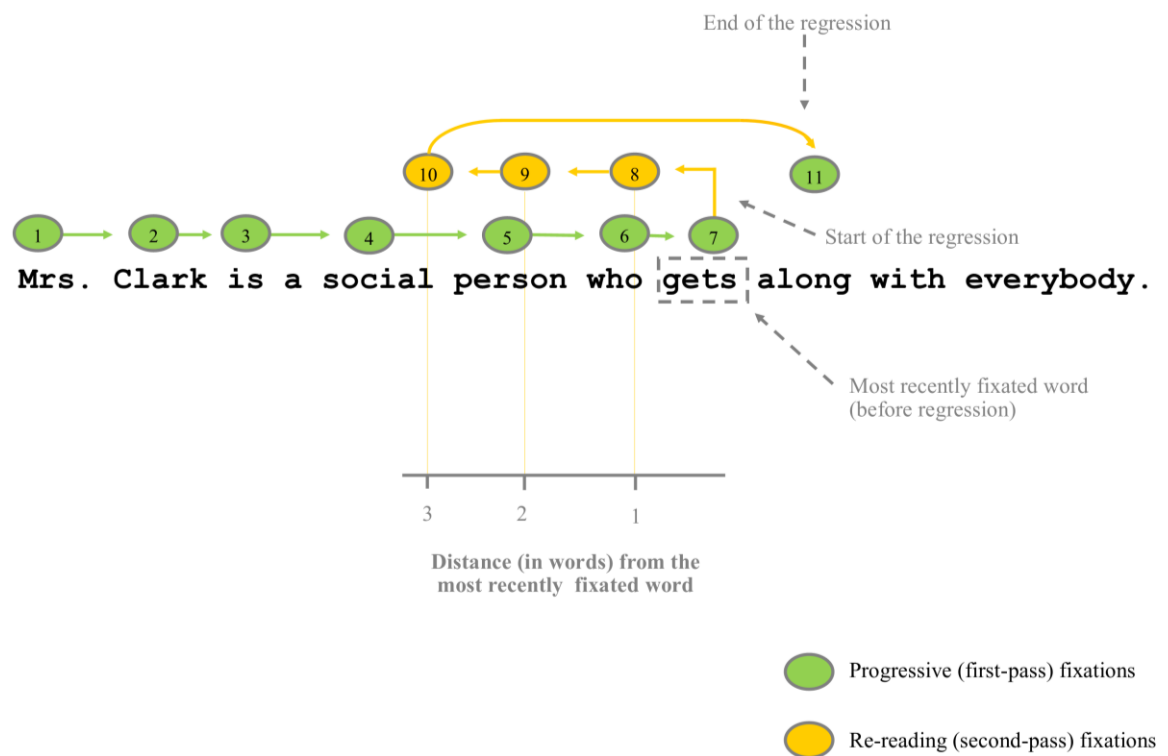 End of the regression
10 9 8 11
1 2 3 4 5 6 7
Start of the regression
Mrs. Clark is a social person who gets along with everybody.
Most recently fixated word
(before regression)
3 2 1
Distance (in words) from the
most recently fixated word
Progressive (first-pass) fixations
Re-reading (second-pass) fixations